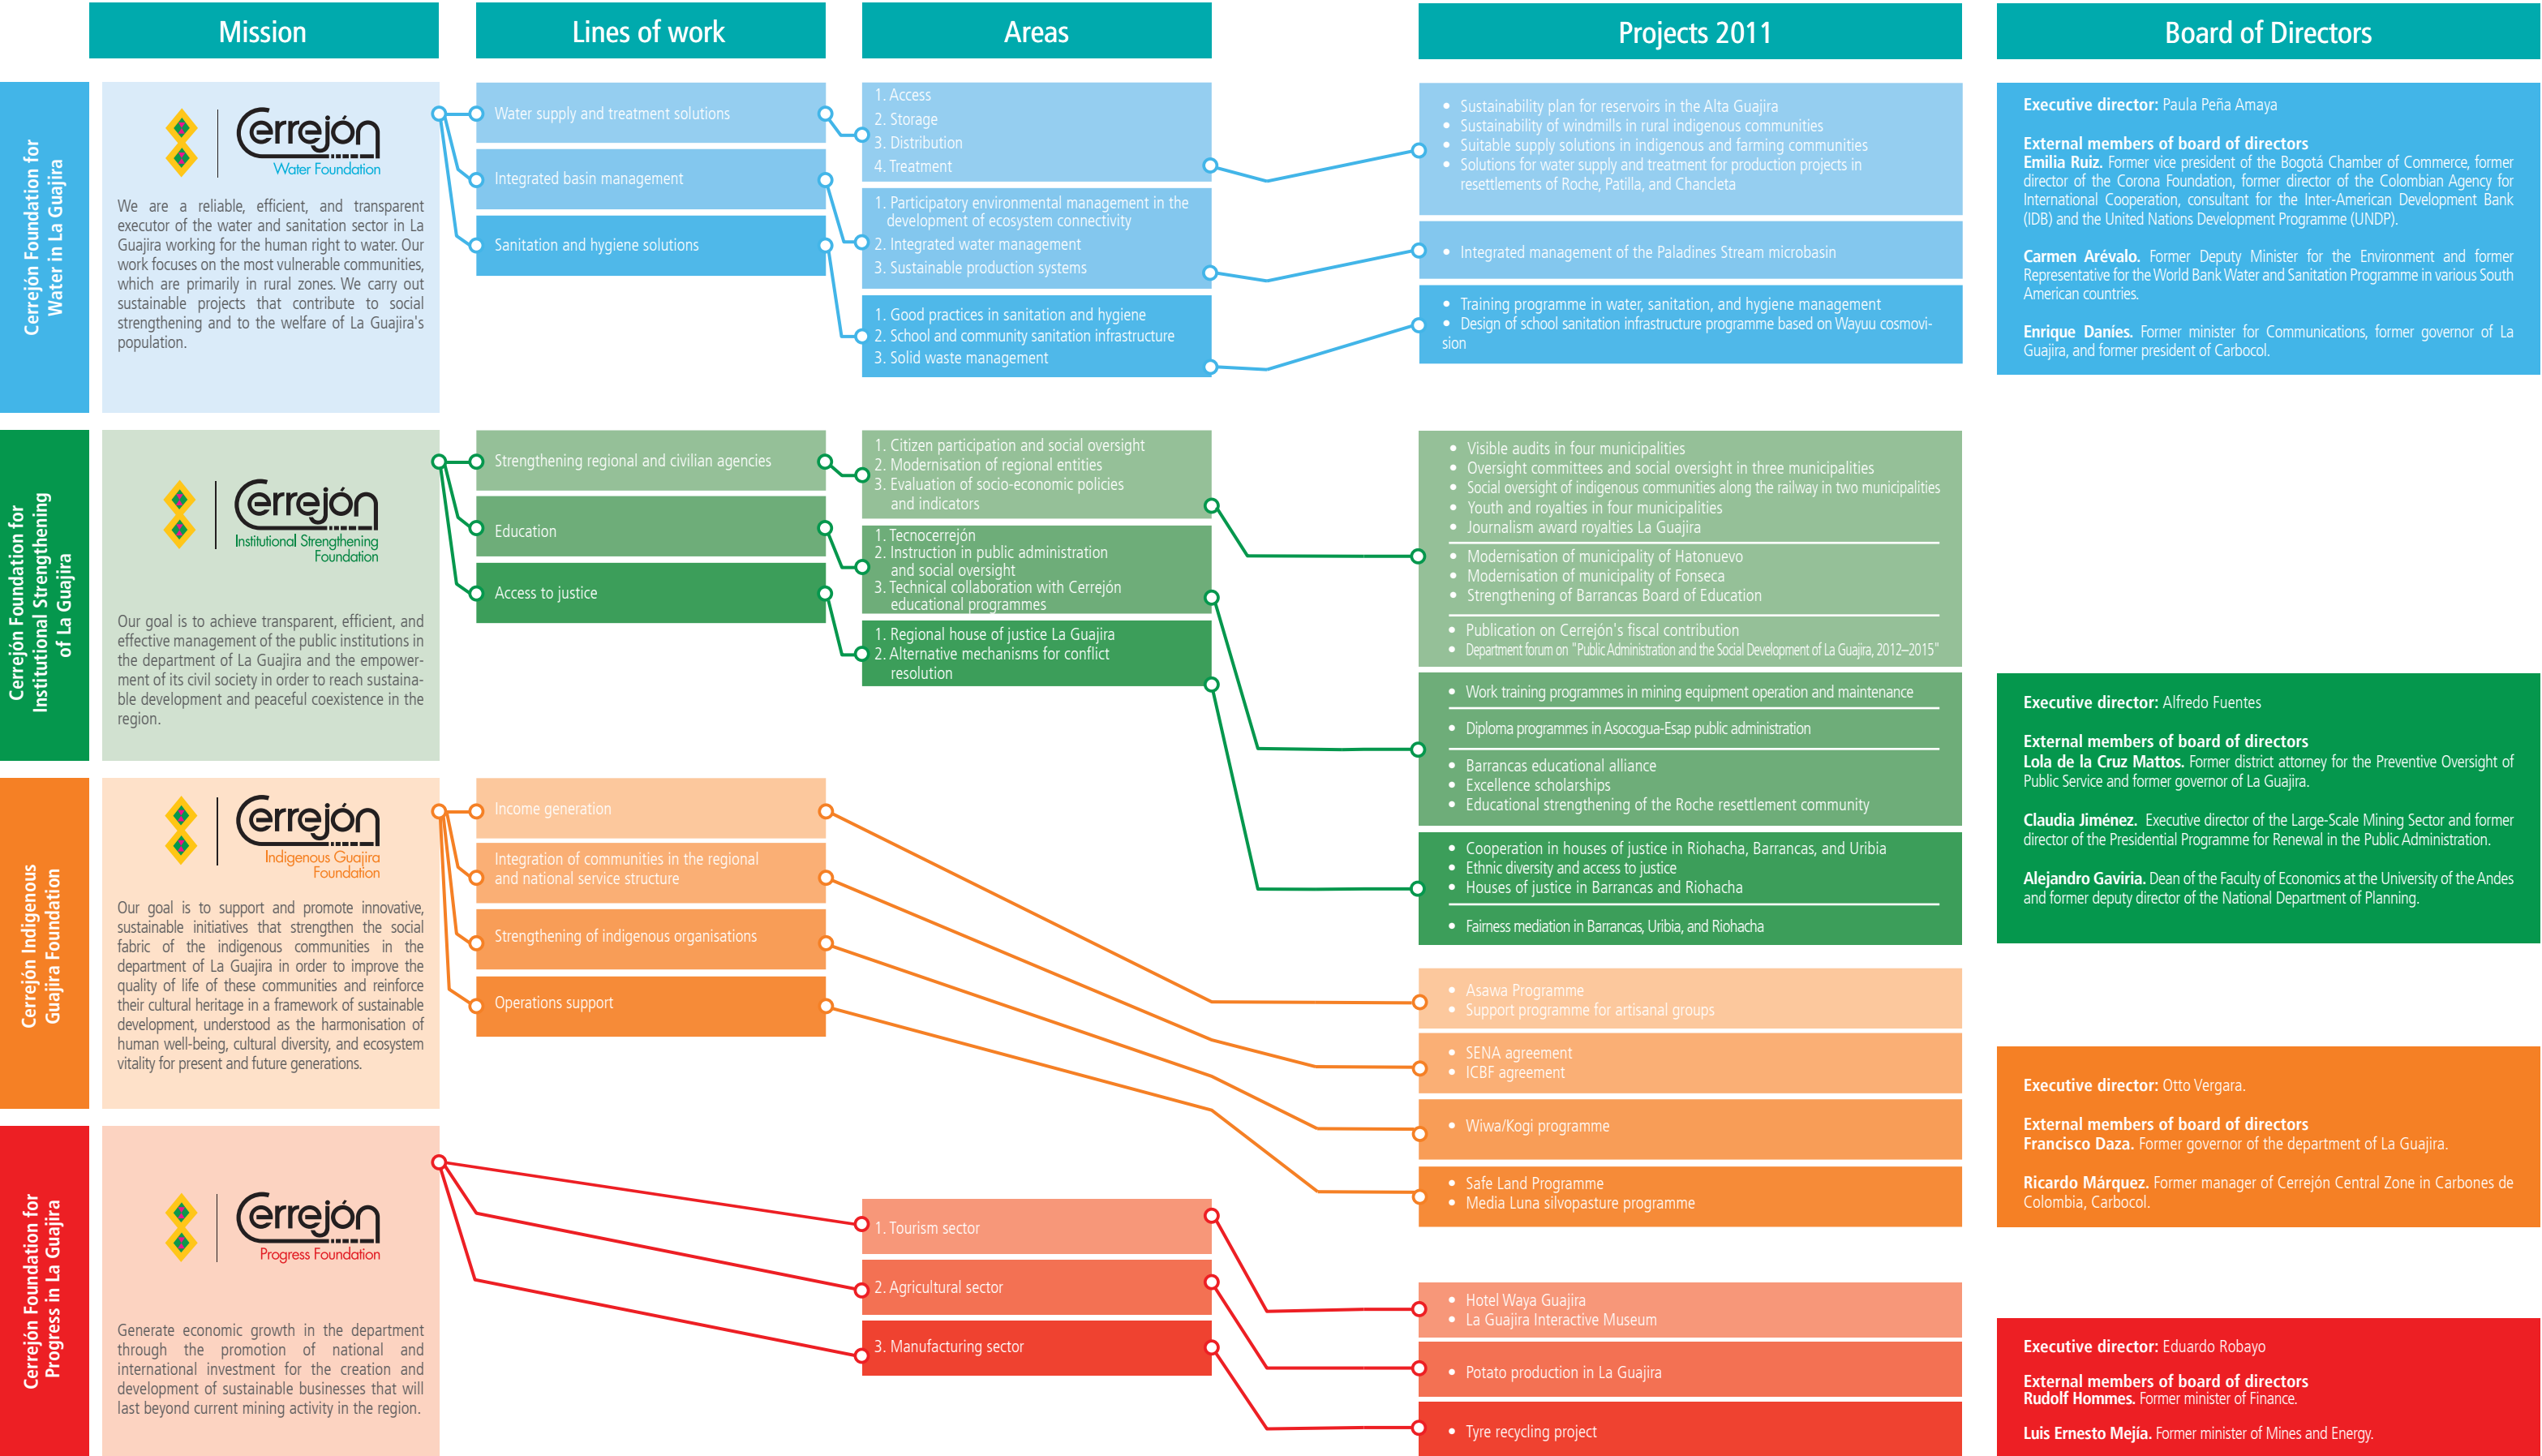 Mission
Lines of work
Areas
Projects 2011
Board of Directors
Cerrejón Foundation for
Water in La Guajira
Cerrejón
Water Foundation
We are a reliable, efficient, and transparent
executor of the water and sanitation sector in La
Guajira working for the human right to water. Our
work focuses on the most vulnerable communities,
which are primarily in rural zones. We carry out
sustainable projects that contribute to social
strengthening and to the welfare of La Guajira's
population.
Water supply and treatment solutions
Integrated basin management
Sanitation and hygiene solutions
1. Access
2. Storage
3. Distribution
4. Treatment
1. Participatory environmental management in the
development of ecosystem connectivity
2. Integrated water management
3. Sustainable production systems
1. Good practices in sanitation and hygiene
2. School and community sanitation infrastructure
3. Solid waste management
• Sustainability plan for reservoirs in the Alta Guajira
• Sustainability of windmills in rural indigenous communities
• Suitable supply solutions in indigenous and farming communities
• Solutions for water supply and treatment for production projects in
resettlements of Roche, Patilla, and Chancleta
• Integrated management of the Paladines Stream microbasin
• Training programme in water, sanitation, and hygiene management
• Design of school sanitation infrastructure programme based on Wayuu cosmovi-
sion
Executive director: Paula Peña Amaya
External members of board of directors
Emilia Ruiz. Former vice president of the Bogotá Chamber of Commerce, former
director of the Corona Foundation, former director of the Colombian Agency for
International Cooperation, consultant for the Inter-American Development Bank
(IDB) and the United Nations Development Programme (UNDP).
Carmen Arévalo. Former Deputy Minister for the Environment and former
Representative for the World Bank Water and Sanitation Programme in various South
American countries.
Enrique Daníes. Former minister for Communications, former governor of La
Guajira, and former president of Carbocol.
Cerrejón Foundation for
Institutional Strengthening
of La Guajira
Cerrejón
Institutional Strengthening
Foundation
Our goal is to achieve transparent, efficient, and
effective management of the public institutions in
the department of La Guajira and the empower-
ment of its civil society in order to reach sustaina-
ble development and peaceful coexistence in the
region.
Strengthening regional and civilian agencies
Education
Access to justice
1. Citizen participation and social oversight
2. Modernisation of regional entities
3. Evaluation of socio-economic policies
and indicators
1. Tecnocerrejón
2. Instruction in public administration
and social oversight
3. Technical collaboration with Cerrejón
educational programmes
1. Regional house of justice La Guajira
2. Alternative mechanisms for conflict
resolution
• Visible audits in four municipalities
• Oversight committees and social oversight in three municipalities
• Social oversight of indigenous communities along the railway in two municipalities
• Youth and royalties in four municipalities
• Journalism award royalties La Guajira
• Modernisation of municipality of Hatonuevo
• Modernisation of municipality of Fonseca
• Strengthening of Barrancas Board of Education
• Publication on Cerrejón's fiscal contribution
• Department forum on "Public Administration and the Social Development of La Guajira, 2012–2015"
• Work training programmes in mining equipment operation and maintenance
• Diploma programmes in Asocogua-Esap public administration
• Barrancas educational alliance
• Excellence scholarships
• Educational strengthening of the Roche resettlement community
• Cooperation in houses of justice in Riohacha, Barrancas, and Uribia
• Ethnic diversity and access to justice
• Houses of justice in Barrancas and Riohacha
• Fairness mediation in Barrancas, Uribia, and Riohacha
Executive director: Alfredo Fuentes
External members of board of directors
Lola de la Cruz Mattos. Former district attorney for the Preventive Oversight of
Public Service and former governor of La Guajira.
Claudia Jiménez. Executive director of the Large-Scale Mining Sector and former
director of the Presidential Programme for Renewal in the Public Administration.
Alejandro Gaviria. Dean of the Faculty of Economics at the University of the Andes
and former deputy director of the National Department of Planning.
Cerrejón Indigenous
Guajira Foundation
Cerrejón
Indigenous Guajira
Foundation
Our goal is to support and promote innovative,
sustainable initiatives that strengthen the social
fabric of the indigenous communities in the
department of La Guajira in order to improve the
quality of life of these communities and reinforce
their cultural heritage in a framework of sustainable
development, understood as the harmonisation of
human well-being, cultural diversity, and ecosystem
vitality for present and future generations.
Income generation
Integration of communities in the regional
and national service structure
Strengthening of indigenous organisations
Operations support
• Asawa Programme
• Support programme for artisanal groups
• SENA agreement
• ICBF agreement
• Wiwa/Kogi programme
• Safe Land Programme
• Media Luna silvopasture programme
Executive director: Otto Vergara.
External members of board of directors
Francisco Daza. Former governor of the department of La Guajira.
Ricardo Márquez. Former manager of Cerrejón Central Zone in Carbones de
Colombia, Carbocol.
Cerrejón Foundation for
Progress in La Guajira
Cerrejón
Progress Foundation
Generate economic growth in the department
through the promotion of national and
international investment for the creation and
development of sustainable businesses that will
last beyond current mining activity in the region.
1. Tourism sector
2. Agricultural sector
3. Manufacturing sector
• Hotel Waya Guajira
• La Guajira Interactive Museum
• Potato production in La Guajira
• Tyre recycling project
Executive director: Eduardo Robayo
External members of board of directors
Rudolf Hommes. Former minister of Finance.
Luis Ernesto Mejía. Former minister of Mines and Energy.